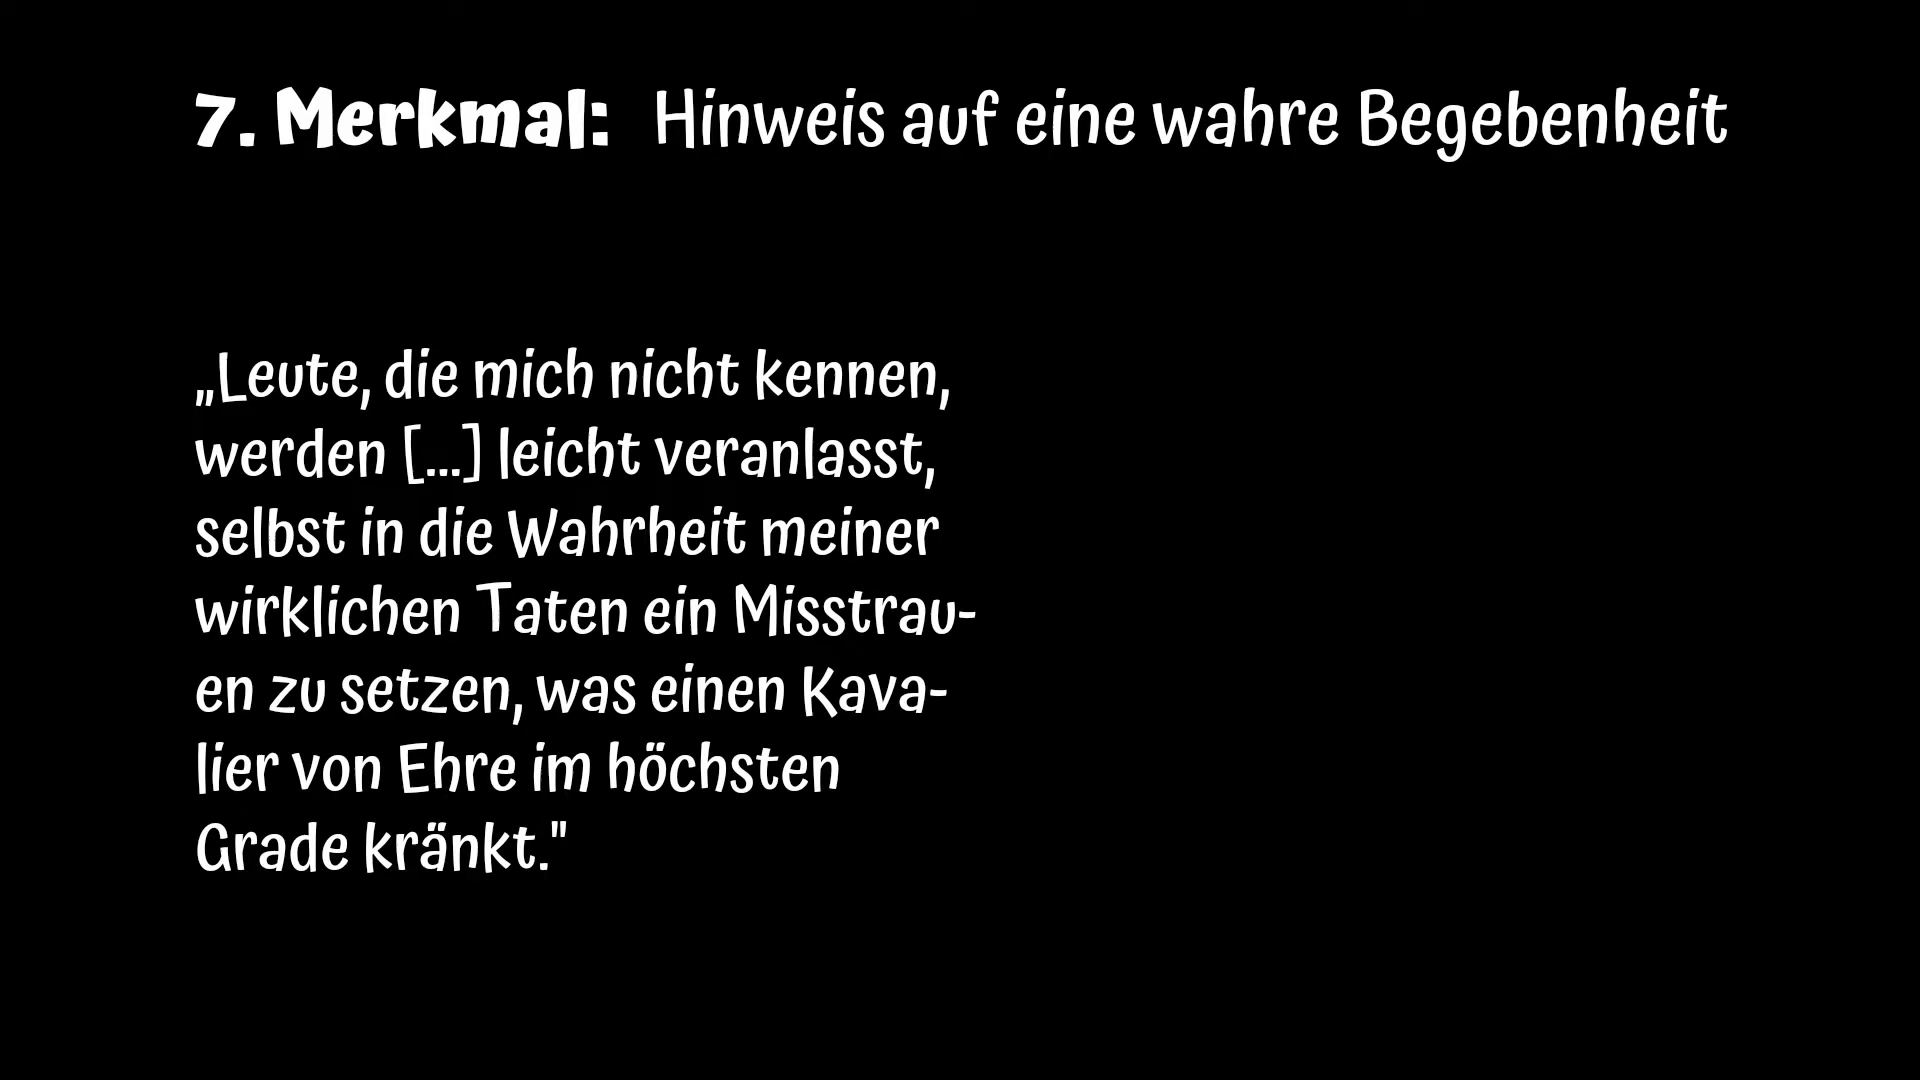 7. Merkmal: Hinweis auf eine wahre Begebenheit
„Leute, die mich nicht kennen,
werden [...] leicht veranlasst,
selbst in die Wahrheit meiner
wirklichen Taten ein Misstrau-
en zu setzen, was einen Kava-
lier von Ehre im höchsten
Grade kränkt."